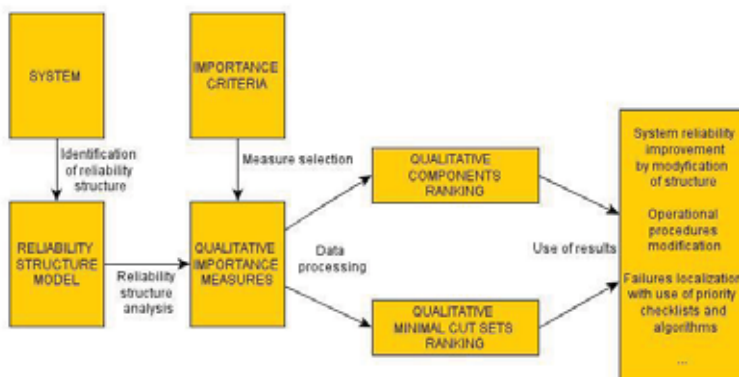 SYSTEM
IMPORTANCE
CRITERIA
Identification
of reliability
structure
Measure selection
RELIABILITY
STRUCTURE
MODEL
Reliability
structure
analysis
QUALITATIVE
IMPORTANCE
MEASURES
Data
processing
QUALITATIVE
COMPONENTS
RANKING
QUALITATIVE
MINIMAL CUT SETS
RANKING
Use of results
System reliability
improvement
by modyfication
of structure
Operational
procedures
modification
Failures localization
with use of priority
checklists and
algorithms
...